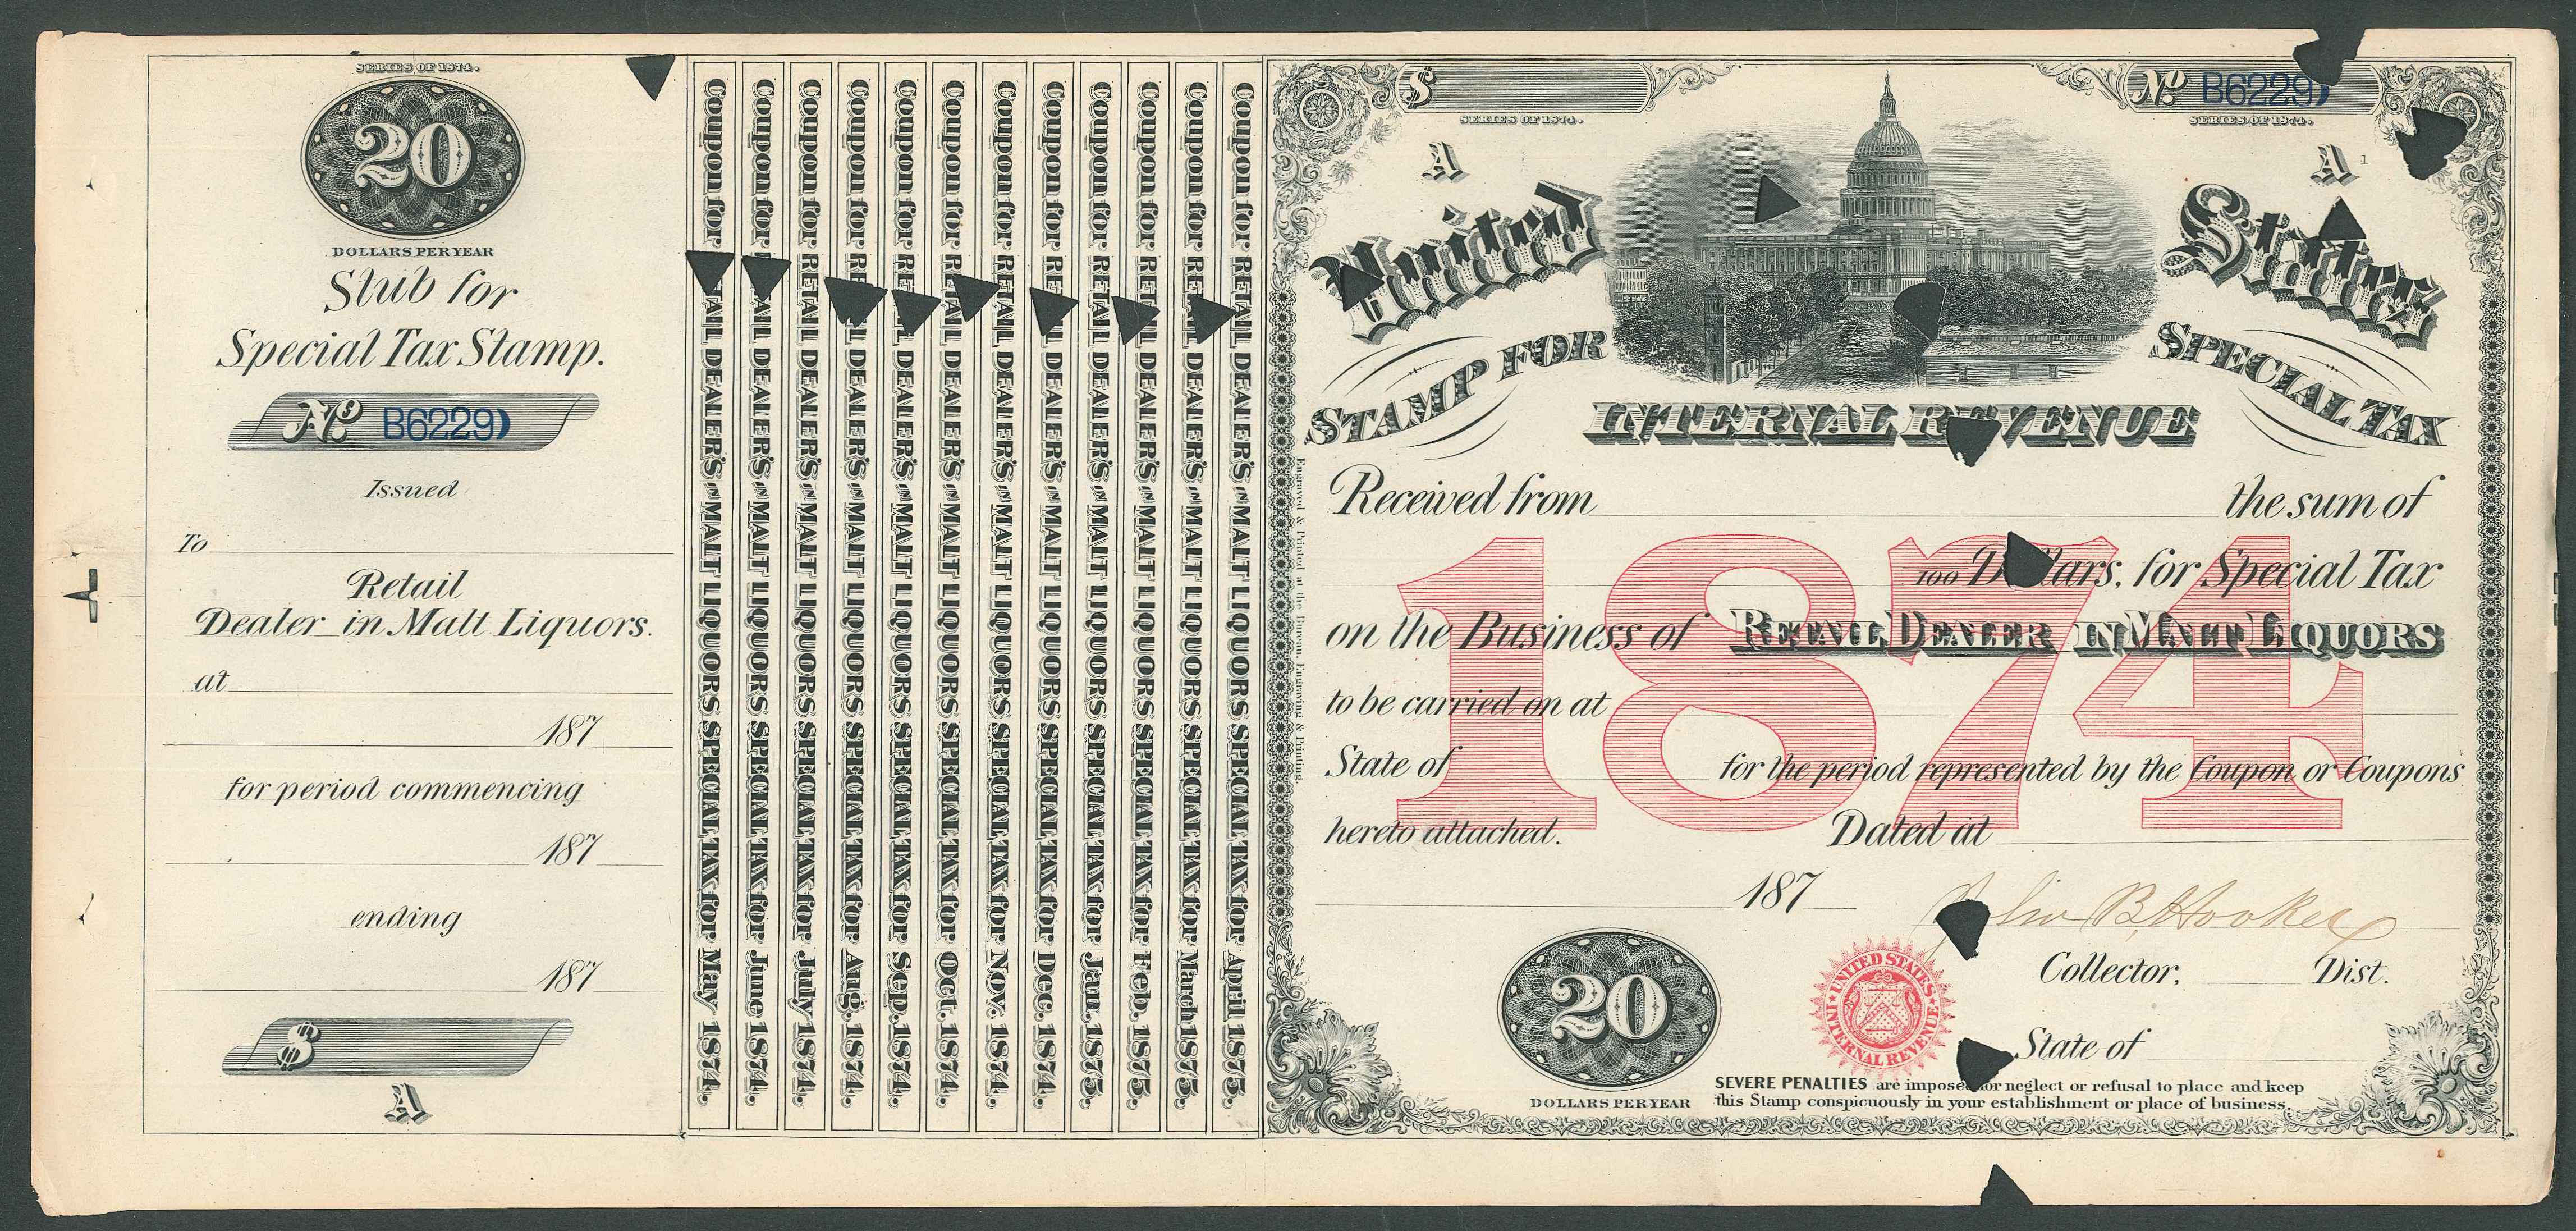 SERIES OF 1874.
20
DOLLARS PER YEAR
Stub for
Special Tax Stamp.
No. B6229)
Issued
To
Retail
Dealer in Malt Liquors.
at
187
for period commencing
187
ending
187
$
A
Coupon for RETAIL DEALER'S IN MALT LIQUORS SPECIAL TAX for May 1874.
Coupon for RETAIL DEALER'S IN MALT LIQUORS SPECIAL TAX for June 1874.
Coupon for RETAIL DEALER'S IN MALT LIQUORS SPECIAL TAX for July 1874.
Coupon for RETAIL DEALER'S IN MALT LIQUORS SPECIAL TAX for Aug. 1874.
Coupon for RETAIL DEALER'S IN MALT LIQUORS SPECIAL TAX for Sep. 1874.
Coupon for RETAIL DEALER'S IN MALT LIQUORS SPECIAL TAX for Oct. 1874.
Coupon for RETAIL DEALER'S IN MALT LIQUORS SPECIAL TAX for Nov. 1874.
Coupon for RETAIL DEALER'S IN MALT LIQUORS SPECIAL TAX for Dec. 1874.
Coupon for RETAIL DEALER'S IN MALT LIQUORS SPECIAL TAX for Jan. 1875.
Coupon for RETAIL DEALER'S IN MALT LIQUORS SPECIAL TAX for Feb. 1875.
Coupon for RETAIL DEALER'S IN MALT LIQUORS SPECIAL TAX for March 1875.
Coupon for RETAIL DEALER'S IN MALT LIQUORS SPECIAL TAX for April 1875.
Engraved & Printed at the Bureau, Engraving & Printing.
$
SERIES OF 1874.
No. B6229)
SERIES OF 1874.
A
A 1
United States
STAMP FOR SPECIAL TAX
INTERNAL REVENUE
Received from the sum of
100 Dollars, for Special Tax
on the Business of RETAIL DEALER IN MALT LIQUORS
to be carried on at
State of for the period represented by the Coupon or Coupons
hereto attached. Dated at
1874
187
B. Hooker
Collector, Dist.
State of
20
DOLLARS PER YEAR
UNITED STATES INTERNAL REVENUE
SEVERE PENALTIES are imposed for neglect or refusal to place and keep
this Stamp conspicuously in your establishment or place of business.